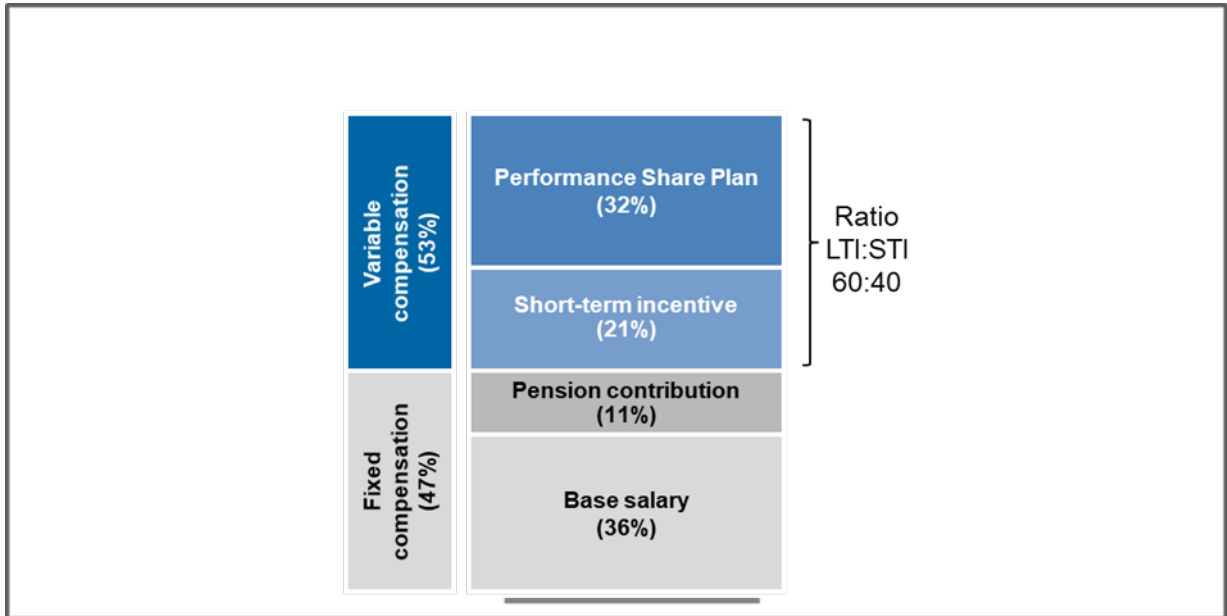 Variable
compensation
(53%)
Performance Share Plan
(32%)
Short-term incentive
(21%)
Ratio
LTI:STI
60:40
Fixed
compensation
(47%)
Pension contribution
(11%)
Base salary
(36%)